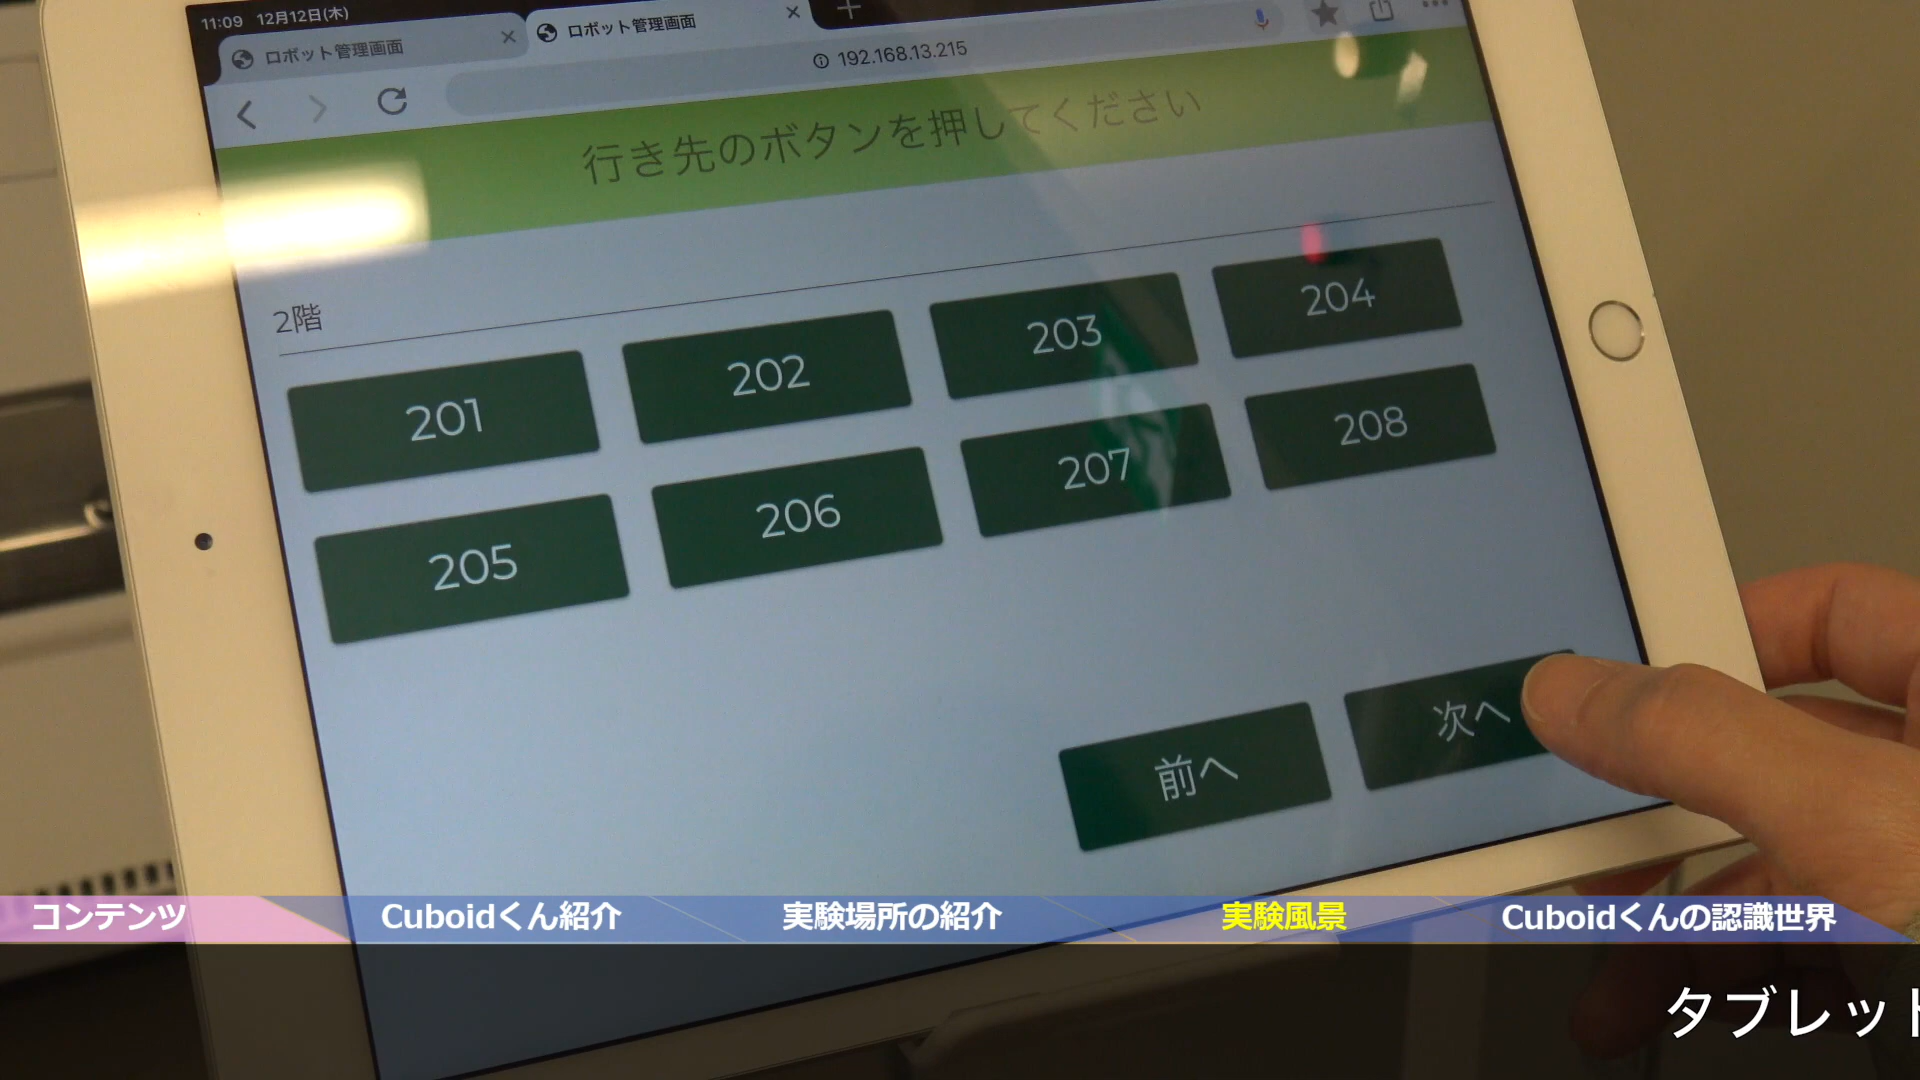 11:09 12月12日(木)
ロボット管理画面
ロボット管理画面
192.168.13.215
行き先のボタンを押してください
2階
201
202
203
204
205
206
207
208
前へ
次へ
コンテンツ
Cuboidくん紹介
実験場所の紹介
実験風景
Cuboidくんの認識世界
タブレット